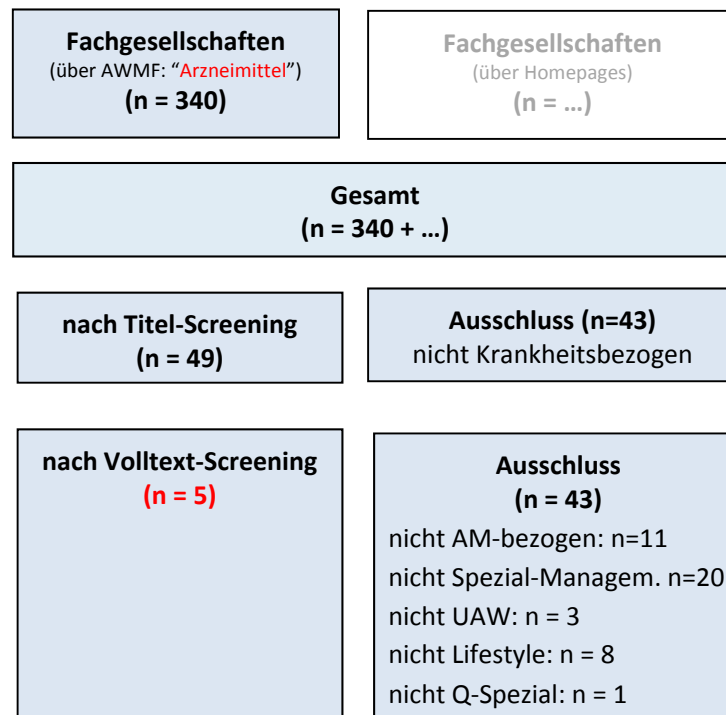 Fachgesellschaften
(über AWMF: “Arzneimittel”)
(n = 340)
Fachgesellschaften
(über Homepages)
(n = ...)
Gesamt
(n = 340 + ...)
nach Titel-Screening
(n = 49)
Ausschluss (n=43)
nicht Krankheitsbezogen
nach Volltext-Screening
(n = 5)
Ausschluss
(n = 43)
nicht AM-bezogen: n=11
nicht Spezial-Managem. n=20
nicht UAW: n = 3
nicht Lifestyle: n = 8
nicht Q-Spezial: n = 1